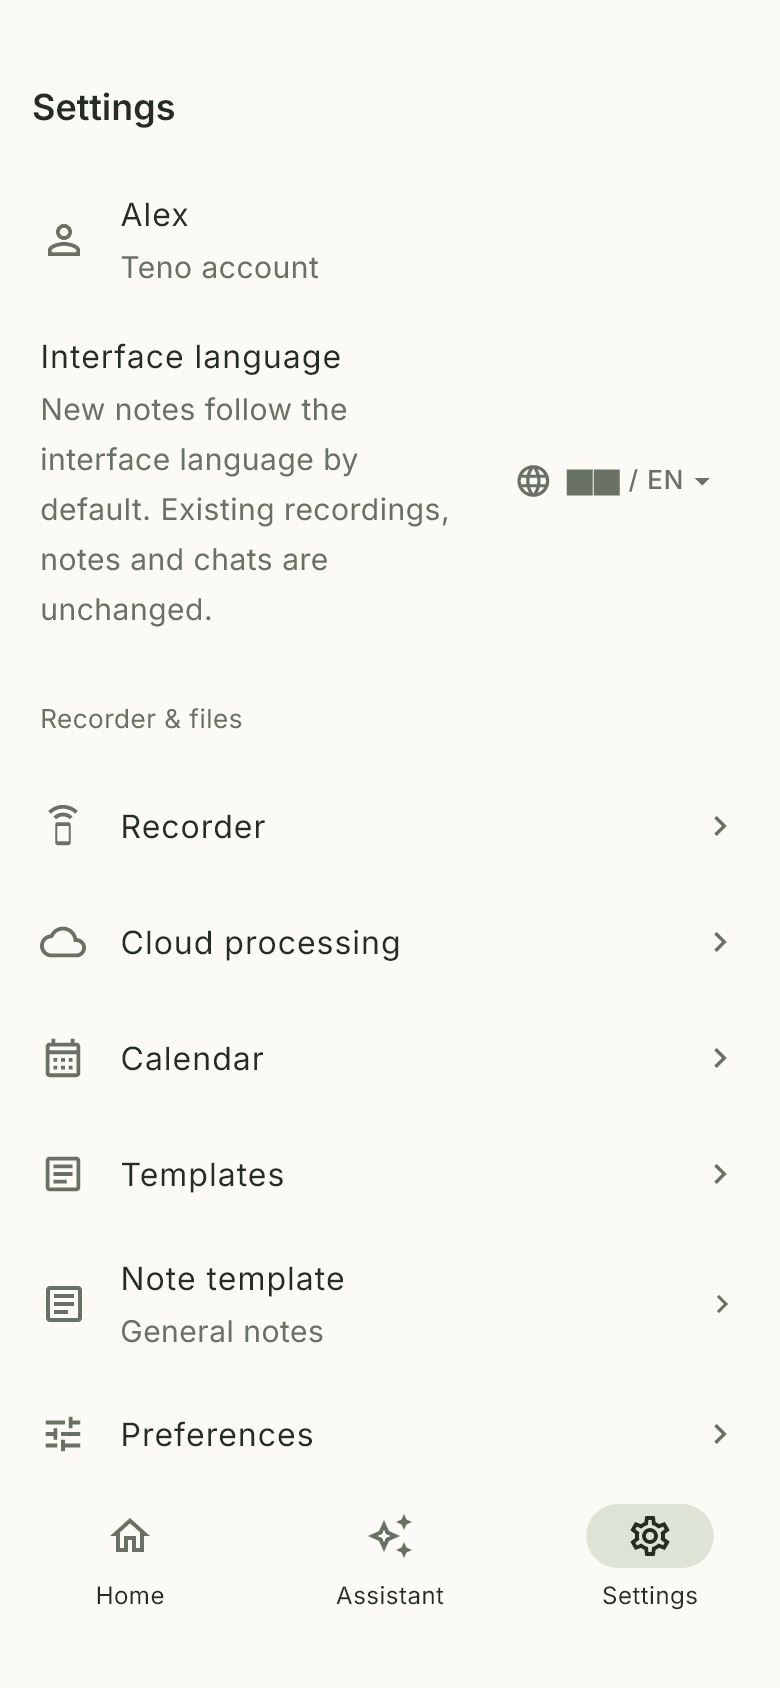 Settings
Alex
Teno account
Interface language
New notes follow the
interface language by
default. Existing recordings,
notes and chats are
unchanged.
/ EN
Recorder & files
Recorder
Cloud processing
Calendar
Templates
Note template
General notes
Preferences
Home
Assistant
Settings